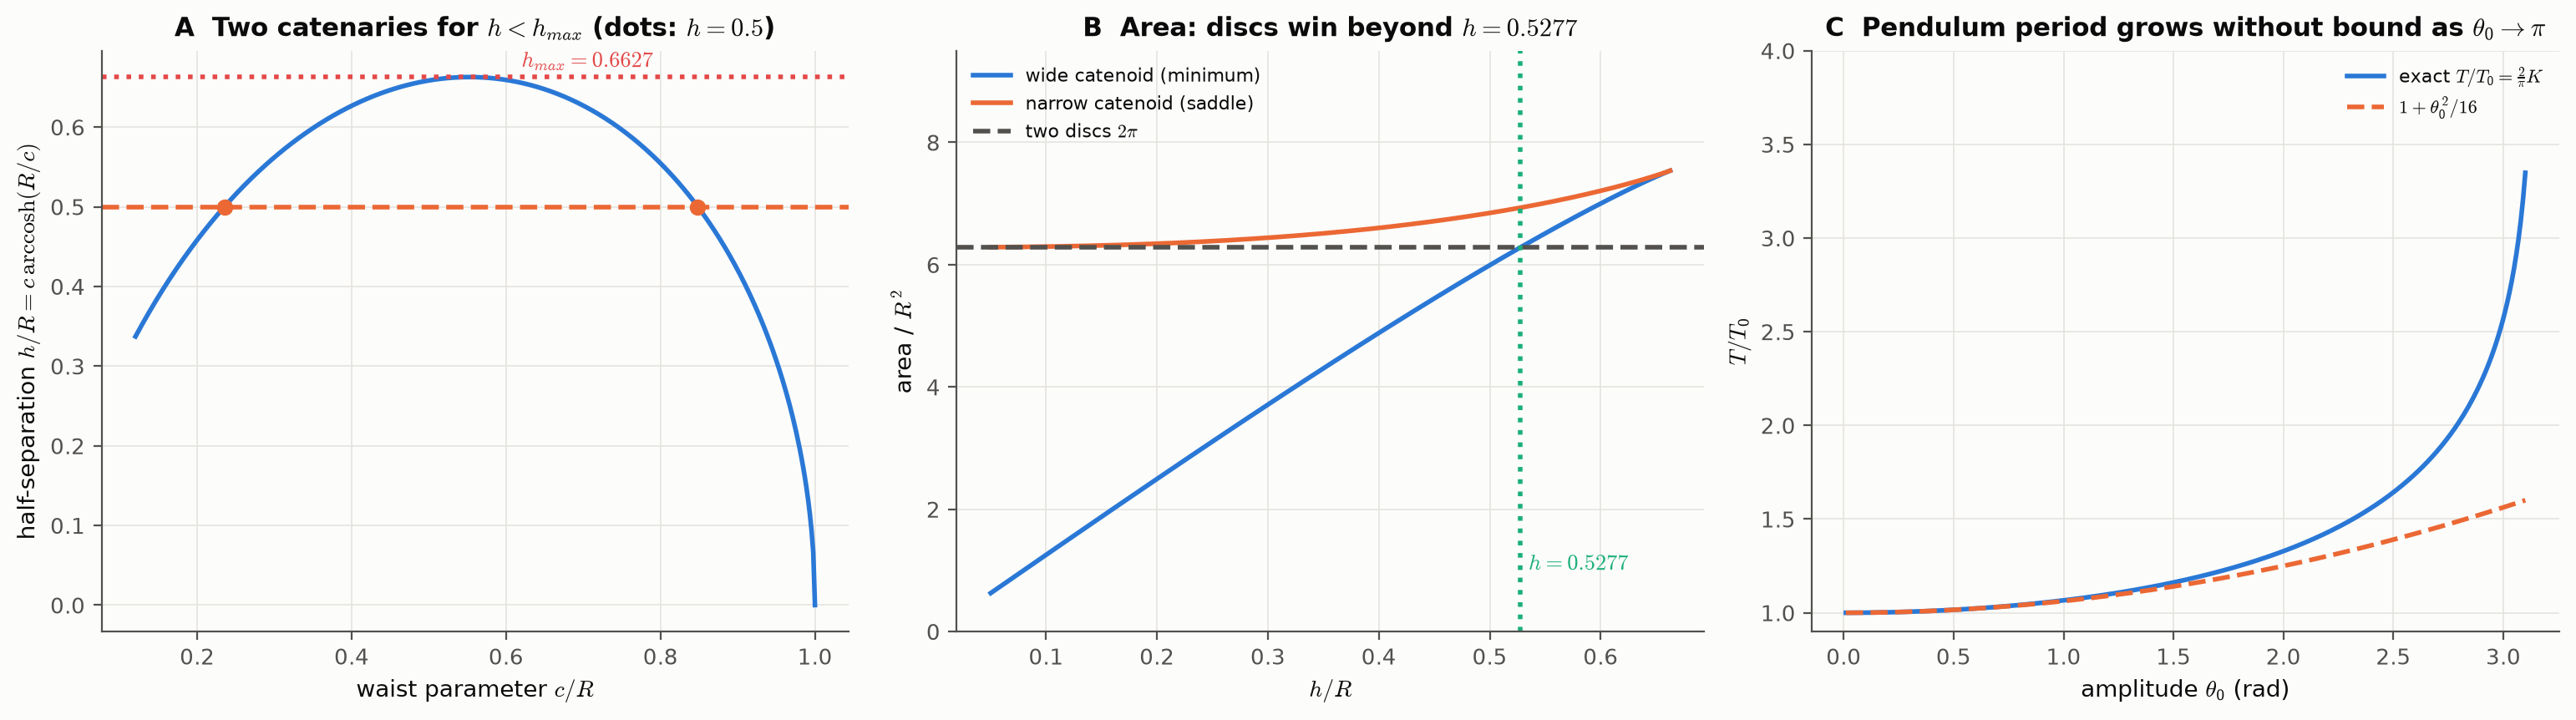 A Two catenaries for h < h_max (dots: h = 0.5)
h_max = 0.6627
half-separation h/R = c arccosh(R/c)
0.6
0.5
0.4
0.3
0.2
0.1
0.0
0.2 0.4 0.6 0.8 1.0
waist parameter c/R
B Area: discs win beyond h = 0.5277
wide catenoid (minimum)
narrow catenoid (saddle)
two discs 2π
area / R²
8
6
4
2
0
h = 0.5277
0.1 0.2 0.3 0.4 0.5 0.6
h/R
C Pendulum period grows without bound as θ₀ → π
exact T/T₀ = 2/π K
1 + θ₀²/16
T/T₀
4.0
3.5
3.0
2.5
2.0
1.5
1.0
0.0 0.5 1.0 1.5 2.0 2.5 3.0
amplitude θ₀ (rad)